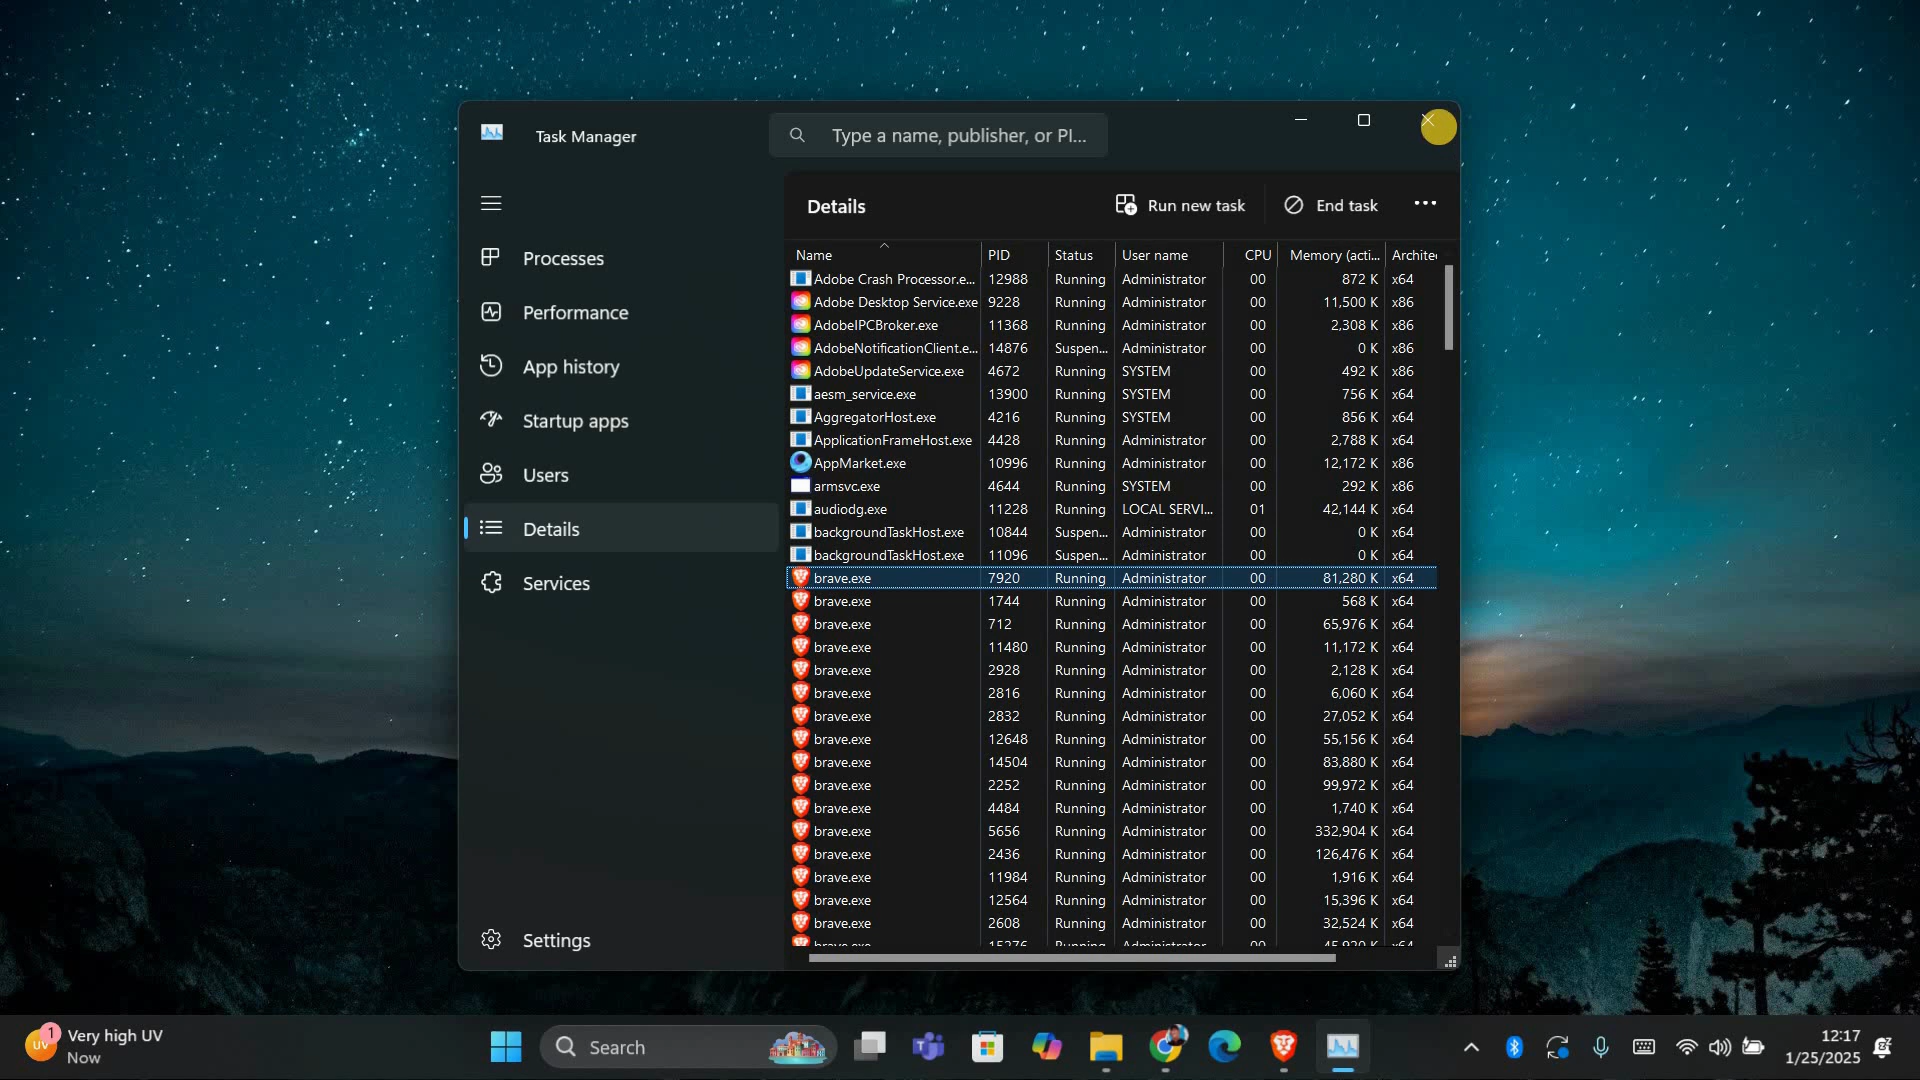 Task Manager
Type a name, publisher, or PI...
Details
Run new task
End task
Processes
Performance
App history
Startup apps
Users
Details
Services
Settings
Name PID Status User name CPU Memory (acti... Archite
Adobe Crash Processor.e... 12988 Running Administrator 00 872 K x64
Adobe Desktop Service.exe 9228 Running Administrator 00 11,500 K x86
AdobeIPCBroker.exe 11368 Running Administrator 00 2,308 K x86
AdobeNotificationClient.e... 14876 Suspen... Administrator 00 0 K x86
AdobeUpdateService.exe 4672 Running SYSTEM 00 492 K x86
aesm_service.exe 13900 Running SYSTEM 00 756 K x64
AggregatorHost.exe 4216 Running SYSTEM 00 856 K x64
ApplicationFrameHost.exe 4428 Running Administrator 00 2,788 K x64
AppMarket.exe 10996 Running Administrator 00 12,172 K x86
armsvc.exe 4644 Running SYSTEM 00 292 K x86
audiodg.exe 11228 Running LOCAL SERVI... 01 42,144 K x64
backgroundTaskHost.exe 10844 Suspen... Administrator 00 0 K x64
backgroundTaskHost.exe 11096 Suspen... Administrator 00 0 K x64
brave.exe 7920 Running Administrator 00 81,280 K x64
brave.exe 1744 Running Administrator 00 568 K x64
brave.exe 712 Running Administrator 00 65,976 K x64
brave.exe 11480 Running Administrator 00 11,172 K x64
brave.exe 2928 Running Administrator 00 2,128 K x64
brave.exe 2816 Running Administrator 00 6,060 K x64
brave.exe 2832 Running Administrator 00 27,052 K x64
brave.exe 12648 Running Administrator 00 55,156 K x64
brave.exe 14504 Running Administrator 00 83,880 K x64
brave.exe 2252 Running Administrator 00 99,972 K x64
brave.exe 4484 Running Administrator 00 1,740 K x64
brave.exe 5656 Running Administrator 00 332,904 K x64
brave.exe 2436 Running Administrator 00 126,476 K x64
brave.exe 11984 Running Administrator 00 1,916 K x64
brave.exe 12564 Running Administrator 00 15,396 K x64
brave.exe 2608 Running Administrator 00 32,524 K x64
brave.exe 15276 Running Administrator 00 45,920 K x64
UV 1 Very high UV
Now
Search
12:17
1/25/2025